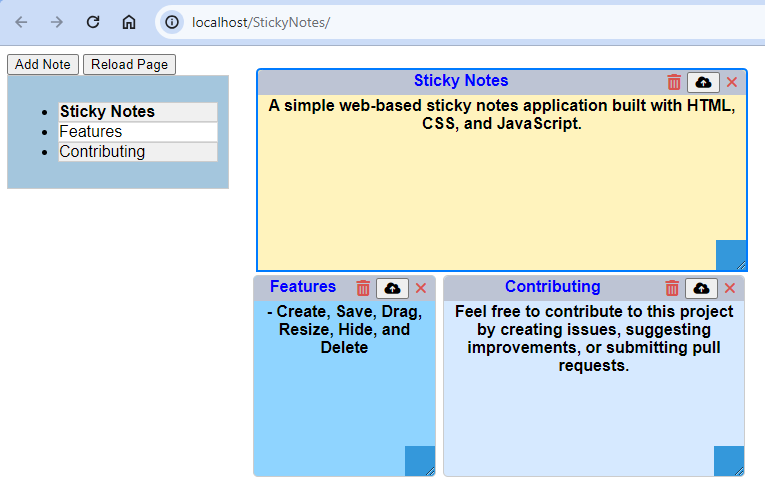 localhost/StickyNotes/
Add Note Reload Page
Sticky Notes
Features
Contributing
Sticky Notes
A simple web-based sticky notes application built with HTML,
CSS, and JavaScript.
Features
- Create, Save, Drag,
Resize, Hide, and
Delete
Contributing
Feel free to contribute to this project
by creating issues, suggesting
improvements, or submitting pull
requests.